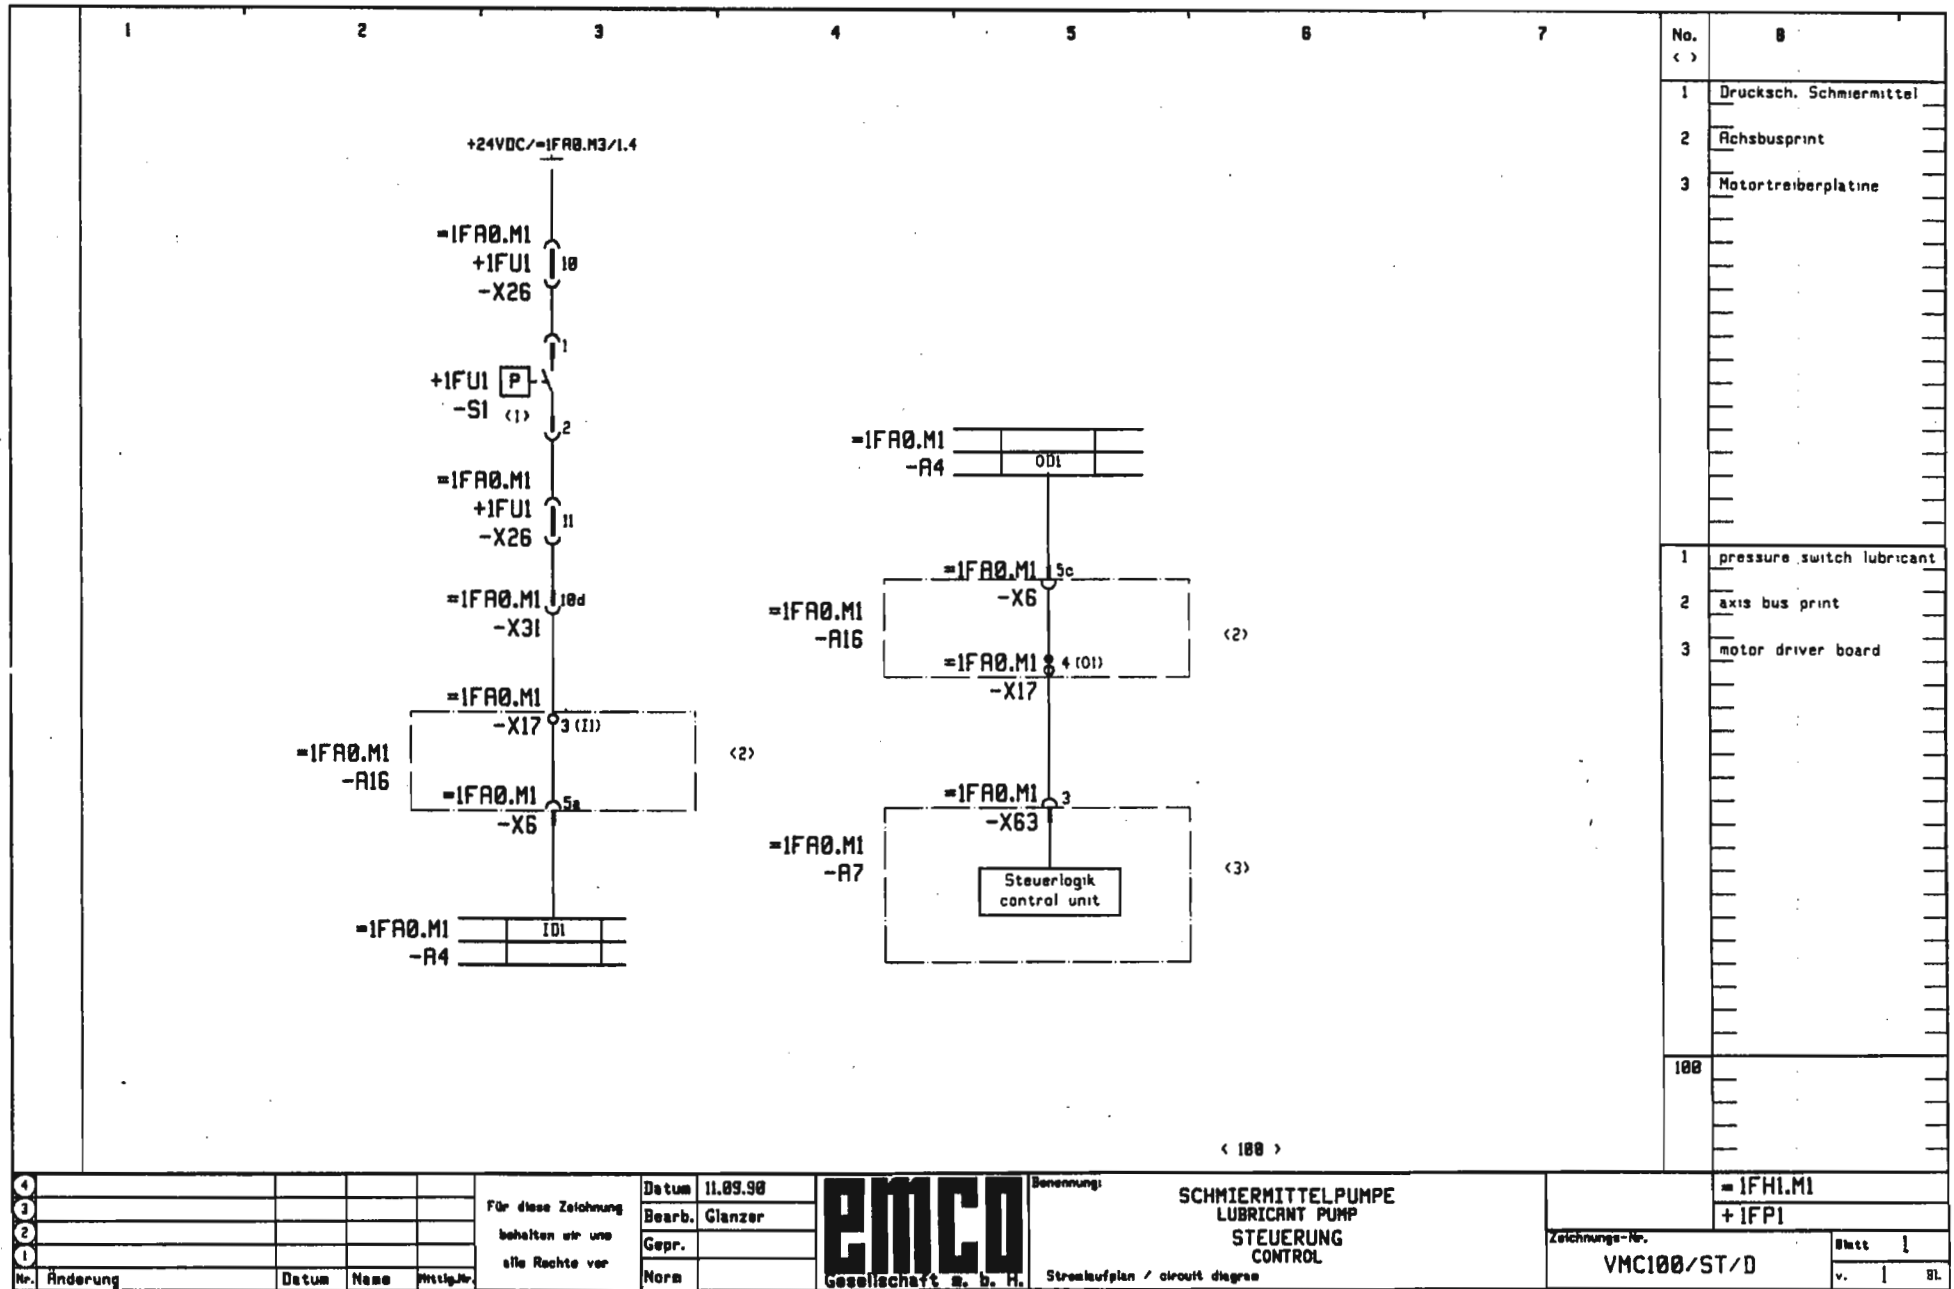 1 2 3 4 5 6 7 8
No.
< >
1 Drucksch. Schmiermittel
2 Achsbusprint
3 Motortreiberplatine
1 pressure switch lubricant
2 axis bus print
3 motor driver board
100
+24VDC/=1FA0.M3/1.4
=1FA0.M1
+1FU1 10
-X26
1
+1FU1 P
-S1 <1>
2
=1FA0.M1
+1FU1 11
-X26
=1FA0.M1 10d
-X31
=1FA0.M1
-X17 3 (I1)
=1FA0.M1
-A16
<2>
=1FA0.M1 5a
-X6
=1FA0.M1 ID1
-A4
=1FA0.M1
-A4 OD1
=1FA0.M1 5c
-X6
=1FA0.M1
-A16
<2>
=1FA0.M1 4 (O1)
-X17
=1FA0.M1 3
-X63
=1FA0.M1
-A7
<3>
Steuerlogik
control unit
< 100 >
4
3
2
1
Nr. Änderung Datum Name Mittlg.Nr.
Für diese Zeichnung
behalten wir uns
alle Rechte vor
Datum 11.09.90
Bearb. Glanzer
Gepr.
Norm
emco
Gesellschaft m. b. H.
Benennung:
SCHMIERMITTELPUMPE
LUBRICANT PUMP
STEUERUNG
CONTROL
Stromlaufplan / circuit diagram
= 1FH1.M1
+ 1FP1
Zeichnungs-Nr.
VMC100/ST/D
Blatt 1
v. 1 Bl.